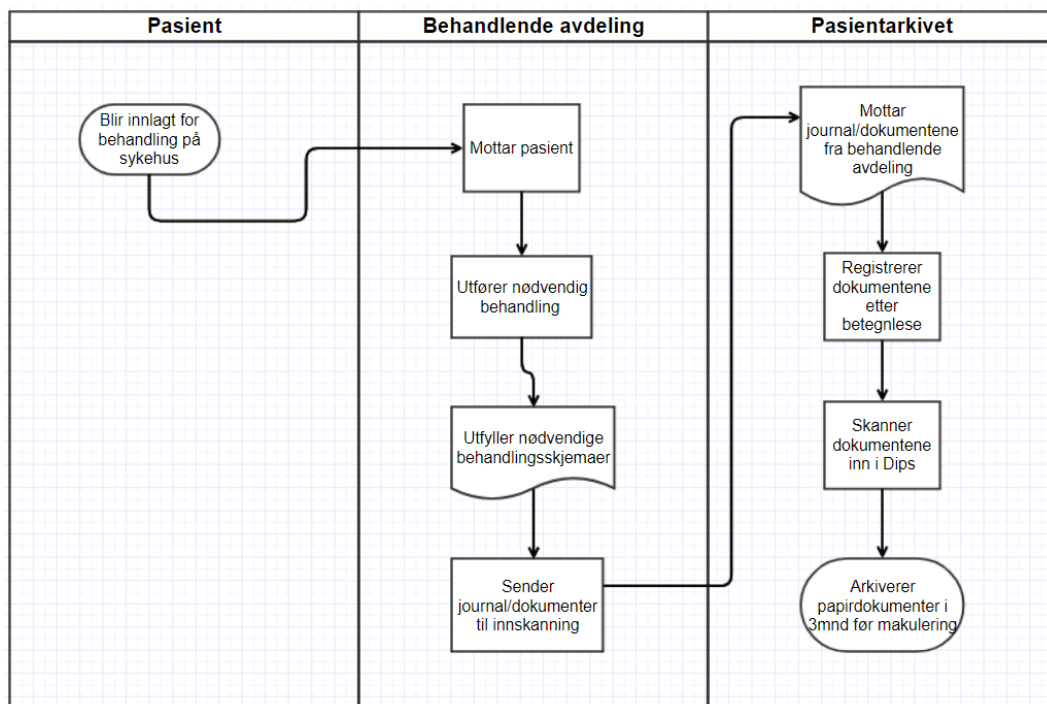 Pasient
Behandlende avdeling
Pasientarkivet
Blir innlagt for
behandling på
sykehus
Mottar pasient
Utfører nødvendig
behandling
Utfyller nødvendige
behandlingsskjemaer
Sender
journal/dokumenter
til innskanning
Mottar
journal/dokumentene
fra behandlende
avdeling
Registrerer
dokumentene
etter
betegnlese
Skanner
dokumentene
inn i Dips
Arkiverer
papirdokumenter i
3mnd før makulering